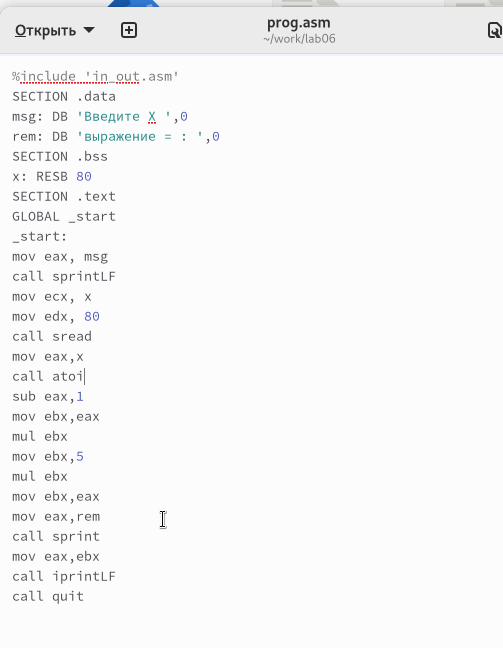 Открыть
prog.asm
~/work/lab06
%include 'in_out.asm'
SECTION .data
msg: DB 'Введите X ',0
rem: DB 'выражение = : ',0
SECTION .bss
x: RESB 80
SECTION .text
GLOBAL _start
_start:
mov eax, msg
call sprintLF
mov ecx, x
mov edx, 80
call sread
mov eax,x
call atoi
sub eax,1
mov ebx,eax
mul ebx
mov ebx,5
mul ebx
mov ebx,eax
mov eax,rem
call sprint
mov eax,ebx
call iprintLF
call quit